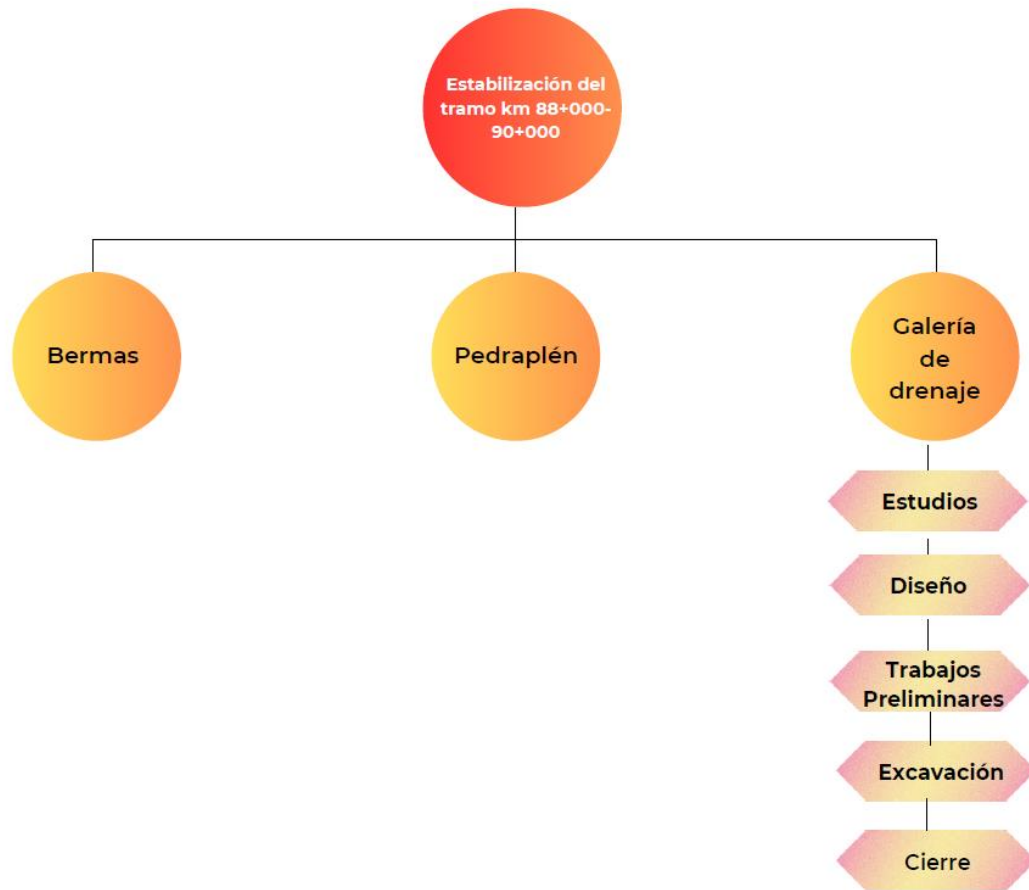 Estabilización del
tramo km 88+000-
90+000
Bermas
Pedraplén
Galería
de
drenaje
Estudios
Diseño
Trabajos
Preliminares
Excavación
Cierre